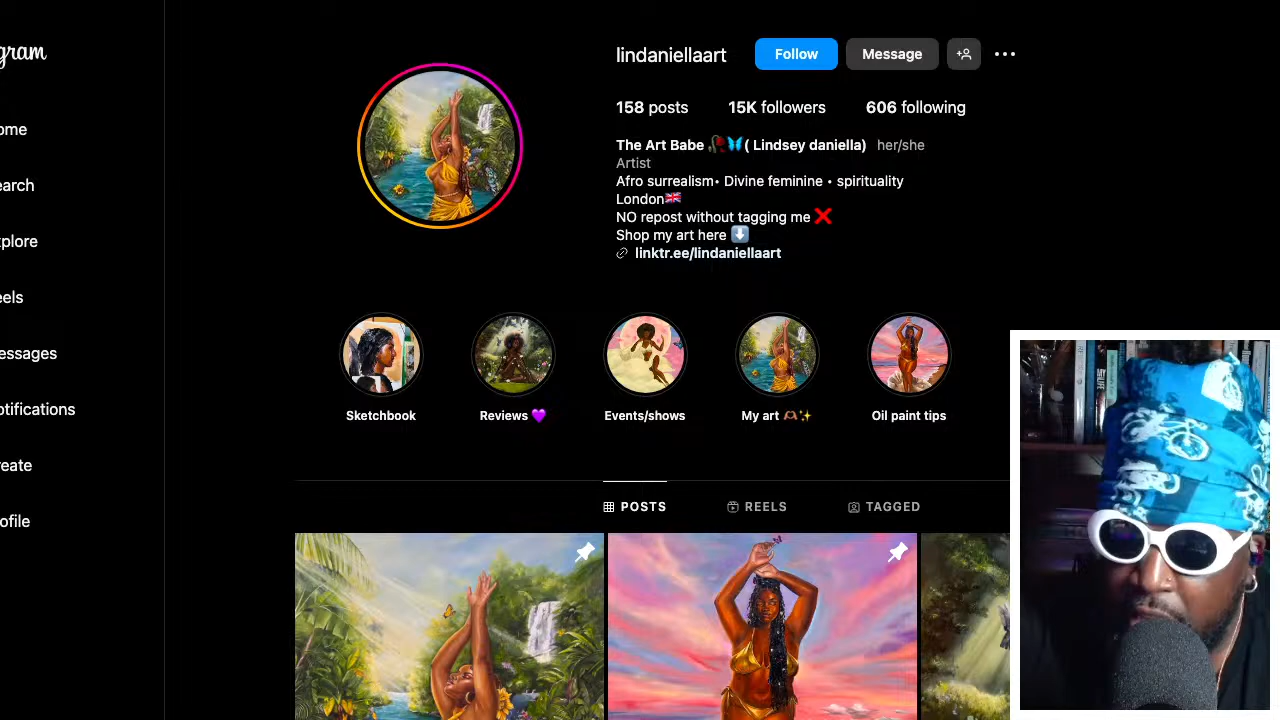 gram
ome
earch
xplore
eels
essages
otifications
reate
ofile
lindaniellaart
Follow
Message
158 posts
15K followers
606 following
The Art Babe 🥀🦋( Lindsey daniella) her/she
Artist
Afro surrealism• Divine feminine • spirituality
London🇬🇧
NO repost without tagging me ❌
Shop my art here ⬇️
linktr.ee/lindaniellaart
Sketchbook
Reviews 💜
Events/shows
My art 🫶🏾✨
Oil paint tips
POSTS
REELS
TAGGED